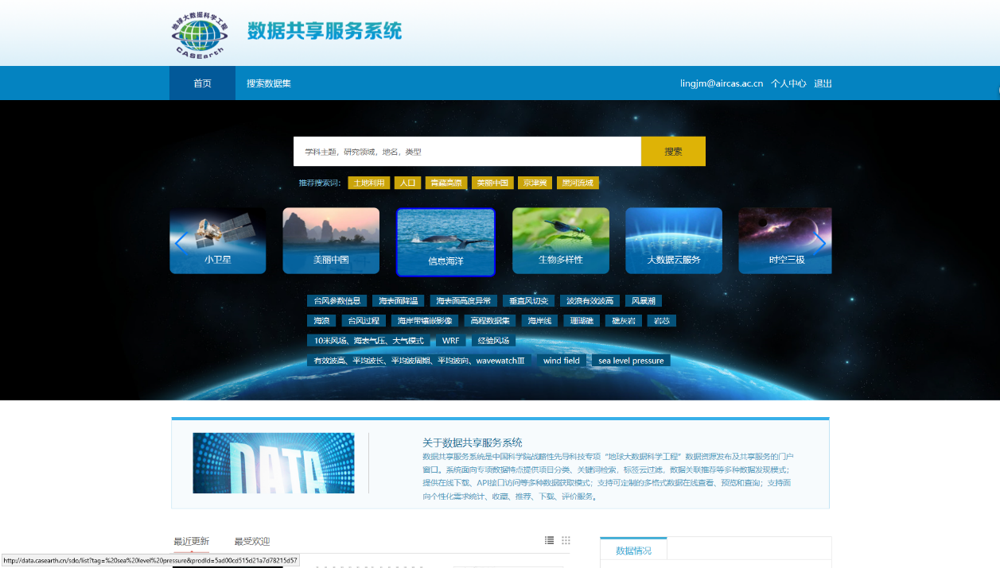 地球大数据科学工程
CASEarth
数据共享服务系统
首页 搜索数据集 lingjm@aircas.ac.cn 个人中心 退出
学科主题，研究领域，地名，类型 搜索
推荐搜索词： 土地利用 人口 青藏高原 美丽中国 京津冀 黑河流域
小卫星 美丽中国 信息海洋 生物多样性 大数据云服务 时空三极
台风参数信息 海表面降温 海表面高度异常 垂直风切变 波浪有效波高 风暴潮
海浪 台风过程 海岸带镶嵌影像 高程数据集 海岸线 珊瑚礁 礁灰岩 岩芯
10米风场、海表气压、大气模式 WRF 经验风场
有效波高、平均波长、平均波周期、平均波向、wavewatchⅢ wind field sea level pressure
DATA
关于数据共享服务系统
数据共享服务系统是中国科学院战略性先导科技专项“地球大数据科学工程”数据资源发布及共享服务的门户
窗口。系统面向专项数据特点提供项目分类、关键词检索，标签云过滤，数据关联推荐等多种数据发现模式；
提供在线下载、API接口访问等多种数据获取模式；支持可定制的多格式数据在线查看、预览和查询；支持面
向个性化需求统计、收藏、推荐、下载、评价服务。
最近更新 最受欢迎
数据情况
http://data.casearth.cn/sdo/list?tag=%20sea%20level%20pressure&prodId=5ad00cd515d21a7d78215d57